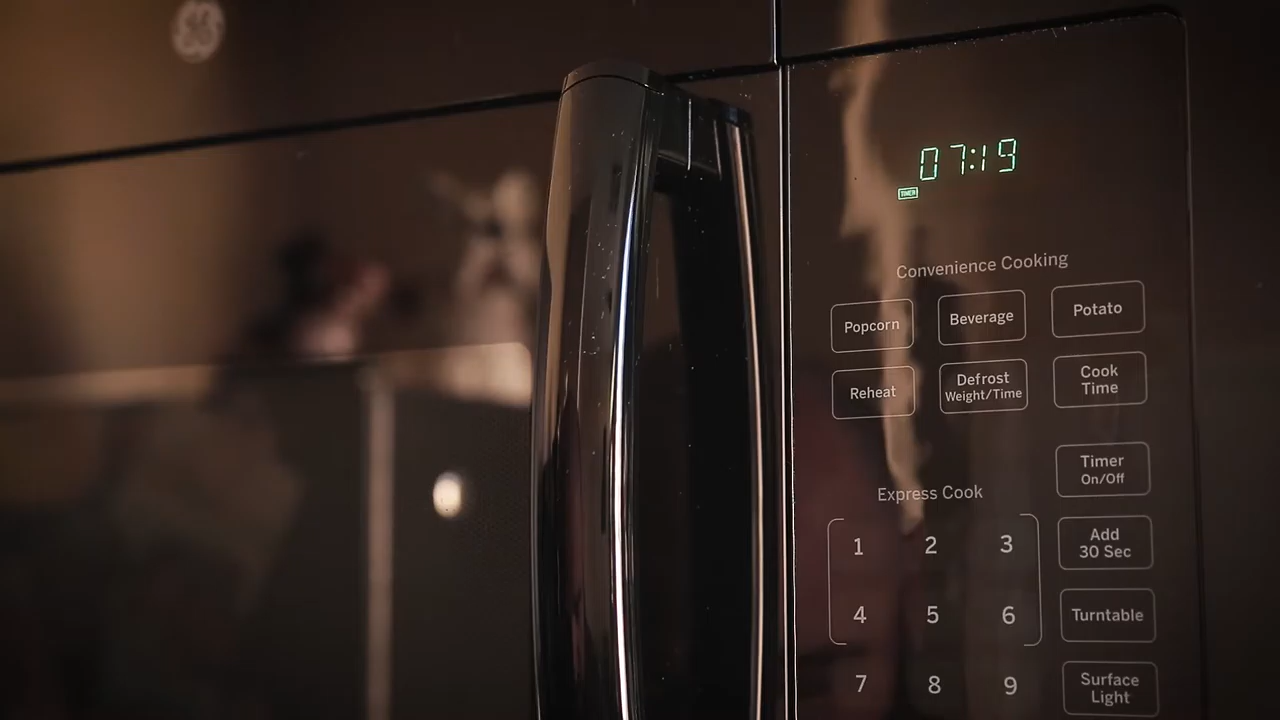 GE
07:19
TIMER
Convenience Cooking
Popcorn
Beverage
Potato
Reheat
Defrost
Weight/Time
Cook
Time
Timer
On/Off
Express Cook
1 2 3
Add
30 Sec
4 5 6
Turntable
7 8 9
Surface
Light